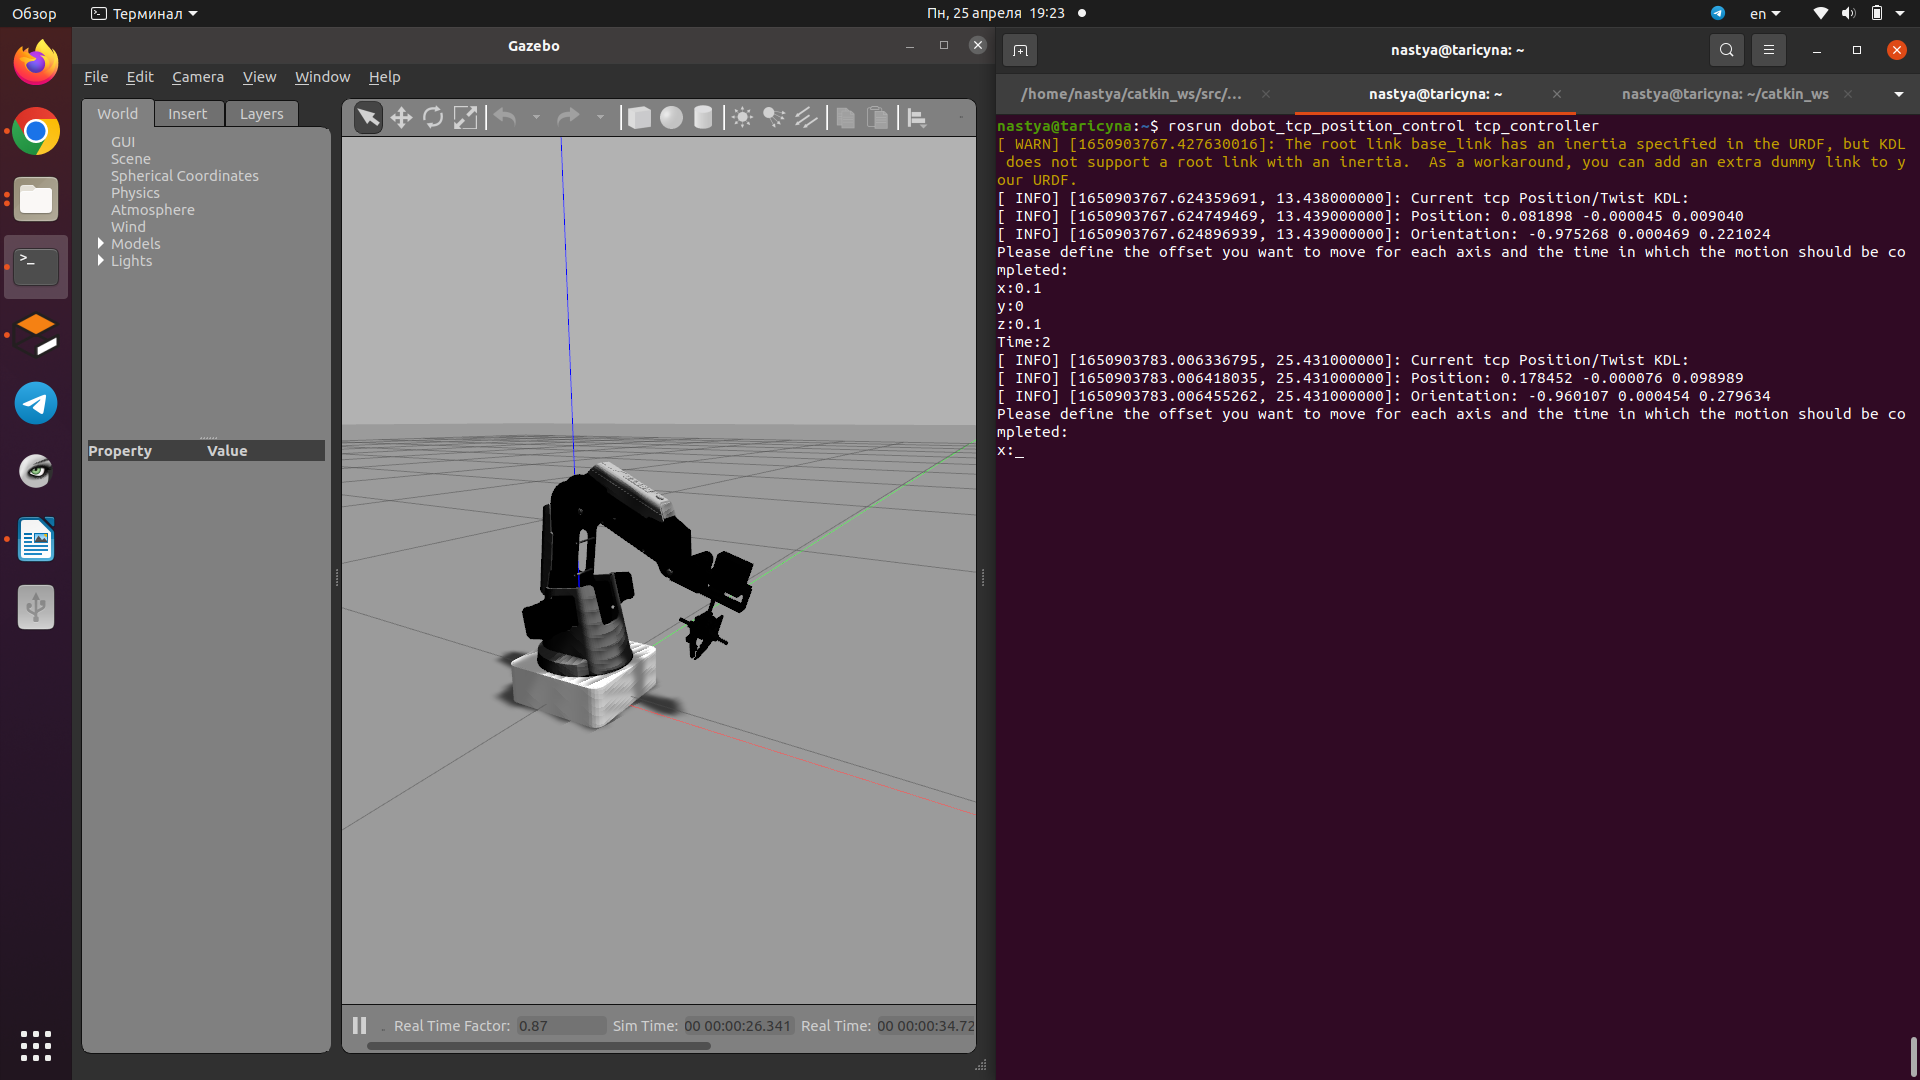 Обзор
Терминал
Пн, 25 апреля 19:23
en
Gazebo
File Edit Camera View Window Help
World Insert Layers
GUI
Scene
Spherical Coordinates
Physics
Atmosphere
Wind
Models
Lights
Property Value
Real Time Factor: 0.87 Sim Time: 00 00:00:26.341 Real Time: 00 00:00:34.72
nastya@taricyna: ~
/home/nastya/catkin_ws/src/... nastya@taricyna: ~ nastya@taricyna: ~/catkin_ws
nastya@taricyna:~$ rosrun dobot_tcp_position_control tcp_controller
[ WARN] [1650903767.427630016]: The root link base_link has an inertia specified in the URDF, but KDL
does not support a root link with an inertia.  As a workaround, you can add an extra dummy link to y
our URDF.
[ INFO] [1650903767.624359691, 13.438000000]: Current tcp Position/Twist KDL:
[ INFO] [1650903767.624749469, 13.439000000]: Position: 0.081898 -0.000045 0.009040
[ INFO] [1650903767.624896939, 13.439000000]: Orientation: -0.975268 0.000469 0.221024
Please define the offset you want to move for each axis and the time in which the motion should be co
mpleted:
x:0.1
y:0
z:0.1
Time:2
[ INFO] [1650903783.006336795, 25.431000000]: Current tcp Position/Twist KDL:
[ INFO] [1650903783.006418035, 25.431000000]: Position: 0.178452 -0.000076 0.098989
[ INFO] [1650903783.006455262, 25.431000000]: Orientation: -0.960107 0.000454 0.279634
Please define the offset you want to move for each axis and the time in which the motion should be co
mpleted:
x:_